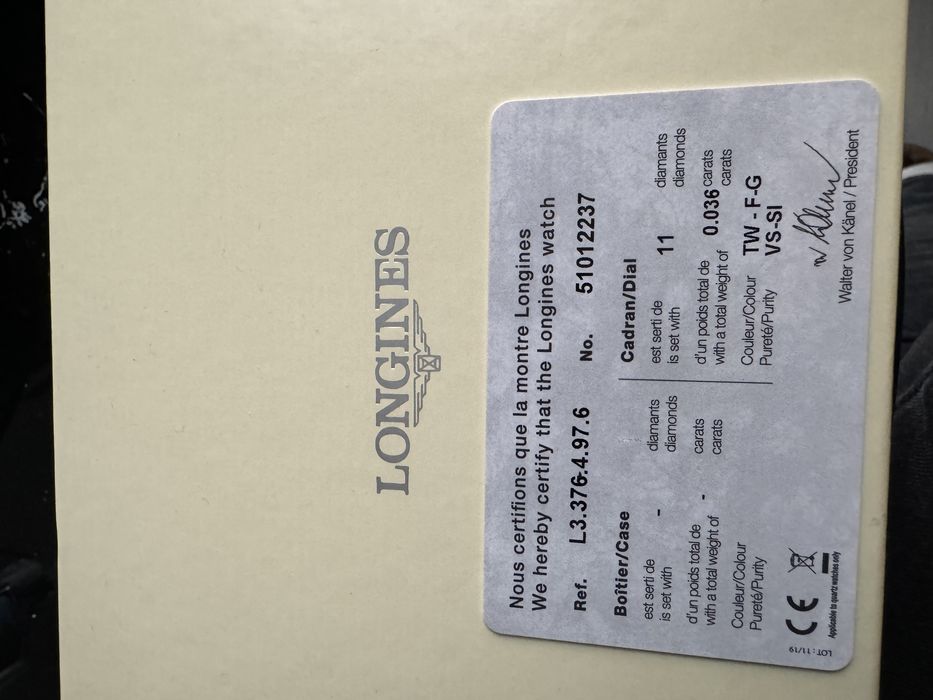 LONGINES
Nous certifions que la montre Longines
We hereby certify that the Longines watch
Ref. L3.376.4.97.6 No. 51012237
Boîtier/Case
est serti de diamants
is set with - diamonds
d'un poids total de carats
with a total weight of - carats
Couleur/Colour
Pureté/Purity
Cadran/Dial
est serti de diamants
is set with 11 diamonds
d'un poids total de carats
with a total weight of 0.036 carats
Couleur/Colour TW - F-G
Pureté/Purity VS-SI
CE
Applicable to quartz watches only
Walter von Känel / President
LOT : 11/19